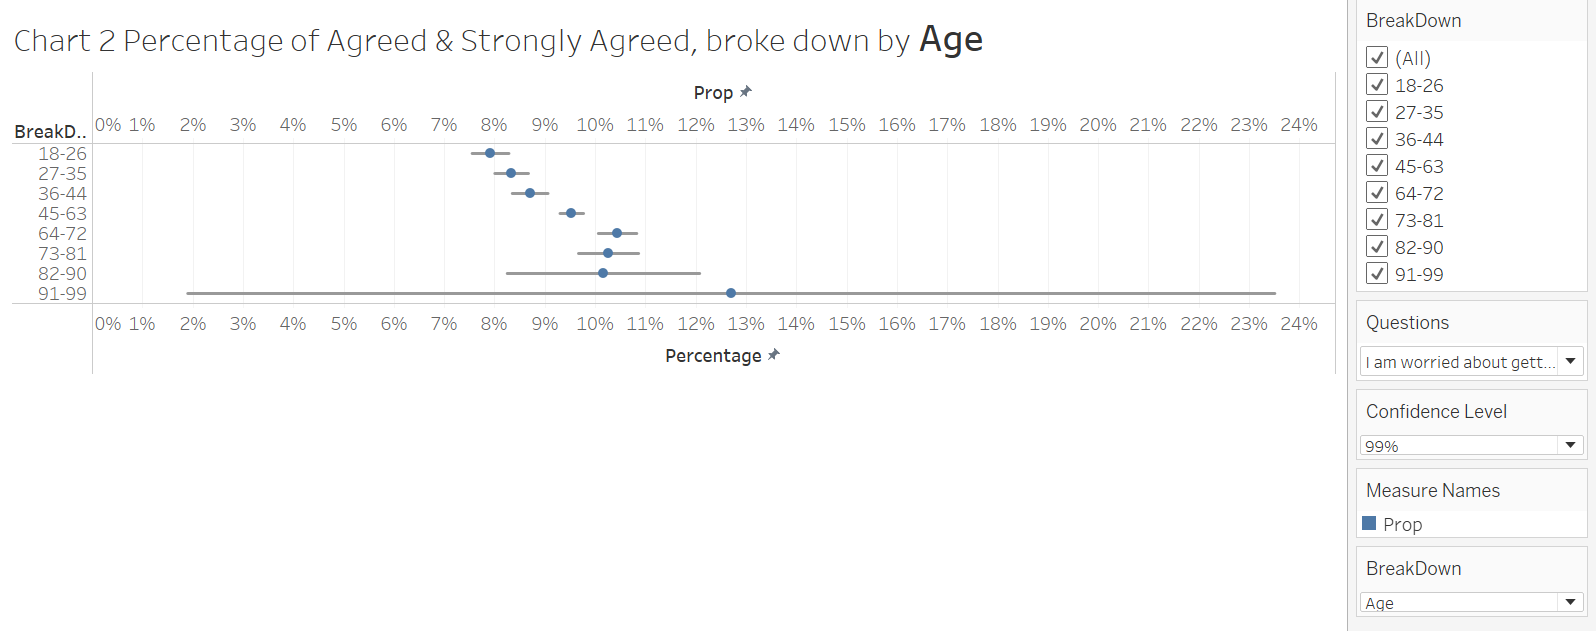 Chart 2 Percentage of Agreed & Strongly Agreed, broke down by Age
Prop
BreakD..
0% 1% 2% 3% 4% 5% 6% 7% 8% 9% 10% 11% 12% 13% 14% 15% 16% 17% 18% 19% 20% 21% 22% 23% 24%
18-26
27-35
36-44
45-63
64-72
73-81
82-90
91-99
0% 1% 2% 3% 4% 5% 6% 7% 8% 9% 10% 11% 12% 13% 14% 15% 16% 17% 18% 19% 20% 21% 22% 23% 24%
Percentage
BreakDown
(All)
18-26
27-35
36-44
45-63
64-72
73-81
82-90
91-99
Questions
I am worried about gett...
Confidence Level
99%
Measure Names
Prop
BreakDown
Age